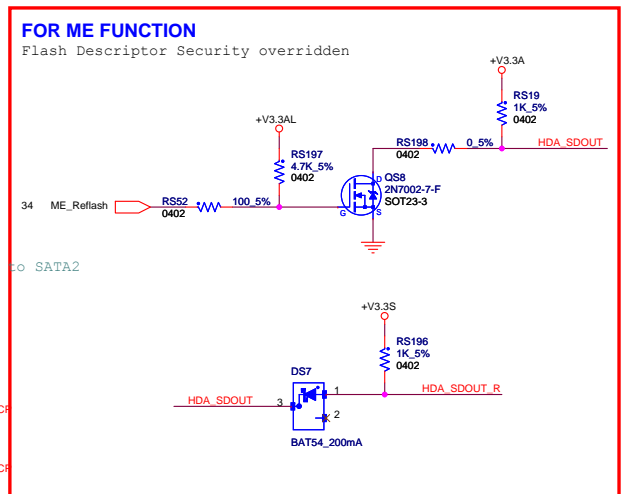 FOR ME FUNCTION
Flash Descriptor Security overridden
+V3.3A
RS19
1K_5%
0402
+V3.3AL
RS197
4.7K_5%
0402
RS198
0_5%
0402
HDA_SDOUT
D
QS8
2N7002-7-F
SOT23-3
G
S
34 ME_Reflash
RS52
100_5%
0402
to SATA2
+V3.3S
RS196
1K_5%
0402
DS7
HDA_SDOUT
3
1
HDA_SDOUT_R
2
BAT54_200mA